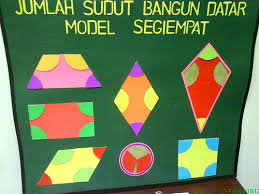 JUMLAH SUDUT BANGUN DATAR
MODEL SEGIEMPAT